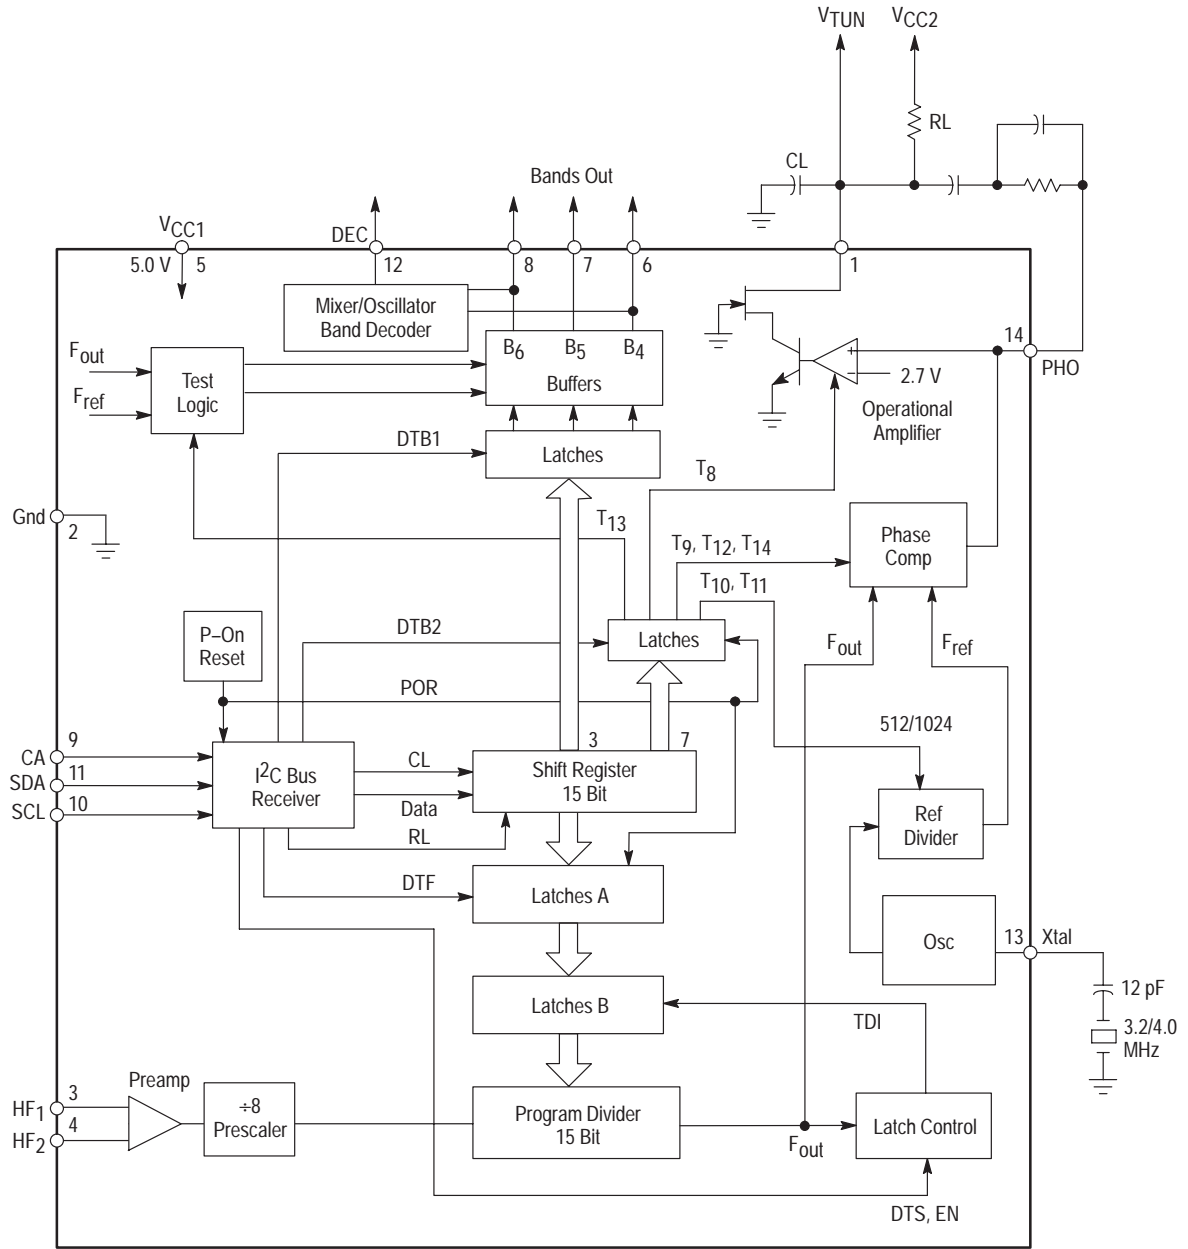 VTUN
VCC2
RL
CL
Bands Out
VCC1
DEC
5.0 V
5
12
8
7
6
1
Mixer/Oscillator
Band Decoder
B6
B5
B4
Buffers
Fout
Fref
Test
Logic
14
PHO
+
–
2.7 V
Operational
Amplifier
DTB1
Latches
T8
Gnd
2
T13
T9, T12, T14
T10, T11
Phase
Comp
P–On
Reset
DTB2
Latches
Fout
Fref
POR
512/1024
3
7
9
CA
11
SDA
10
SCL
I2C Bus
Receiver
CL
Data
RL
Shift Register
15 Bit
Ref
Divider
DTF
Latches A
Osc
13
Xtal
12 pF
3.2/4.0
MHz
Latches B
TDI
Preamp
3
HF1
4
HF2
÷8
Prescaler
Program Divider
15 Bit
Fout
Latch Control
DTS, EN